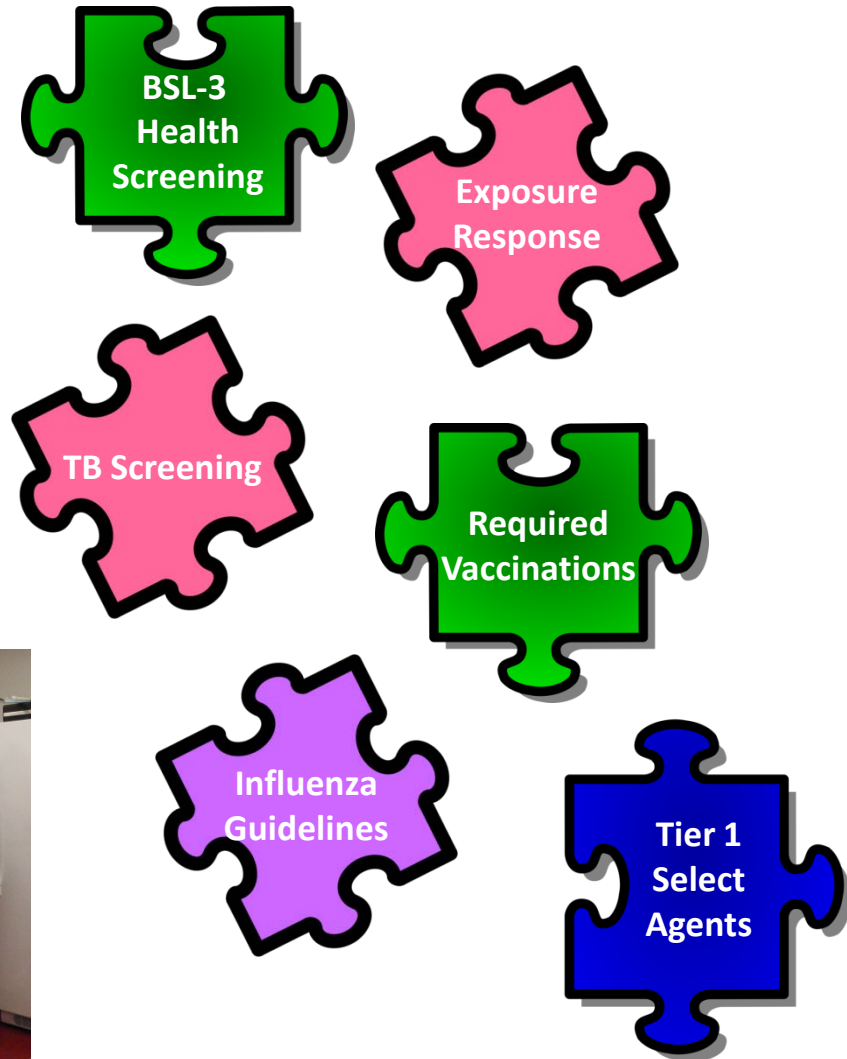 BSL-3
Health
Screening
Exposure
Response
TB Screening
Required
Vaccinations
Influenza
Guidelines
Tier 1
Select
Agents